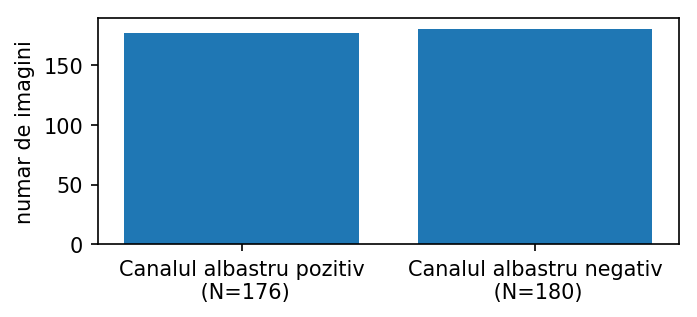 numar de imagini
150
100
50
0
Canalul albastru pozitiv
(N=176)
Canalul albastru negativ
(N=180)